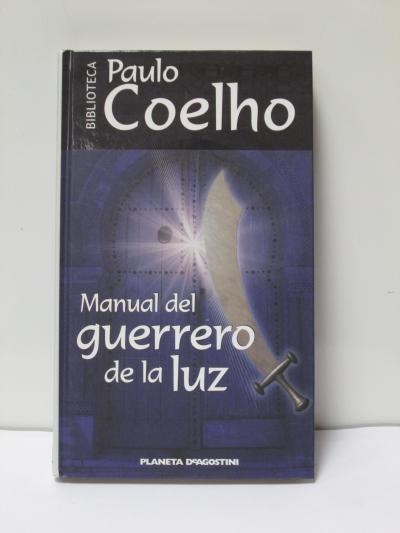 BIBLIOTECA
Paulo
Coelho
Manual del
guerrero
de la luz
PLANETA DeAGOSTINI